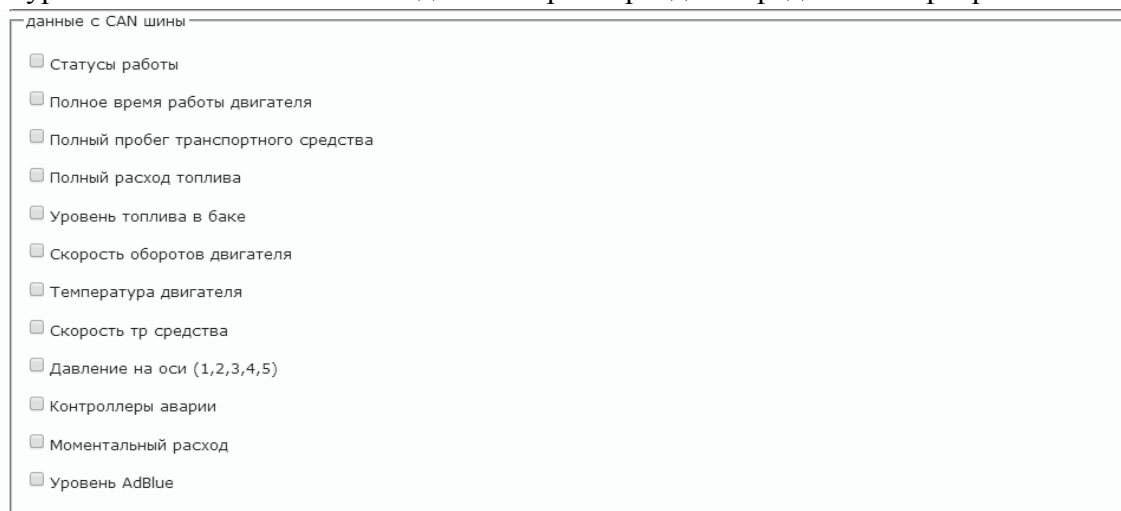 данные с CAN шины
Статусы работы
Полное время работы двигателя
Полный пробег транспортного средства
Полный расход топлива
Уровень топлива в баке
Скорость оборотов двигателя
Температура двигателя
Скорость тр средства
Давление на оси (1,2,3,4,5)
Контроллеры аварии
Моментальный расход
Уровень AdBlue